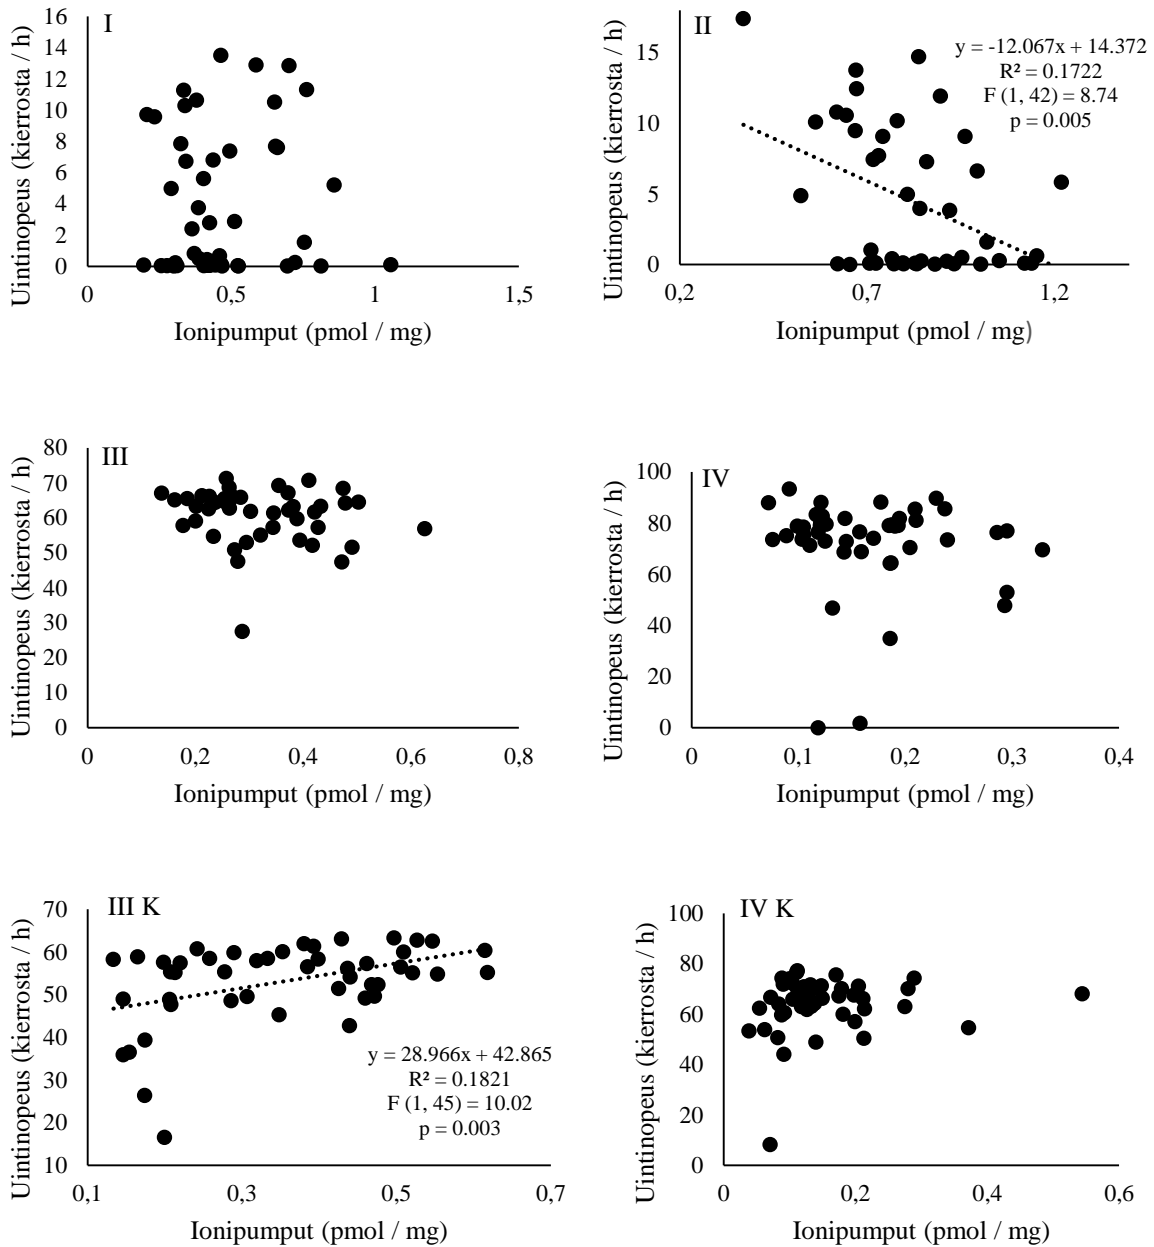 I
Uintinopeus (kierrosta / h)
16
14
12
10
8
6
4
2
0
0 0,5 1 1,5
Ionipumput (pmol / mg)
II
Uintinopeus (kierrosta / h)
y = -12.067x + 14.372
R² = 0.1722
F (1, 42) = 8.74
p = 0.005
15
10
5
0
0,2 0,7 1,2
Ionipumput (pmol / mg)
III
Uintinopeus (kierrosta / h)
80
70
60
50
40
30
20
10
0
0 0,2 0,4 0,6 0,8
Ionipumput (pmol / mg)
IV
Uintinopeus (kierrosta / h)
100
80
60
40
20
0
0 0,1 0,2 0,3 0,4
Ionipumput (pmol / mg)
III K
Uintinopeus (kierrosta / h)
70
60
50
40
30
20
10
y = 28.966x + 42.865
R² = 0.1821
F (1, 45) = 10.02
p = 0.003
0,1 0,3 0,5 0,7
Ionipumput (pmol / mg)
IV K
Uintinopeus (kierrosta / h)
100
80
60
40
20
0
0 0,2 0,4 0,6
Ionipumput (pmol / mg)